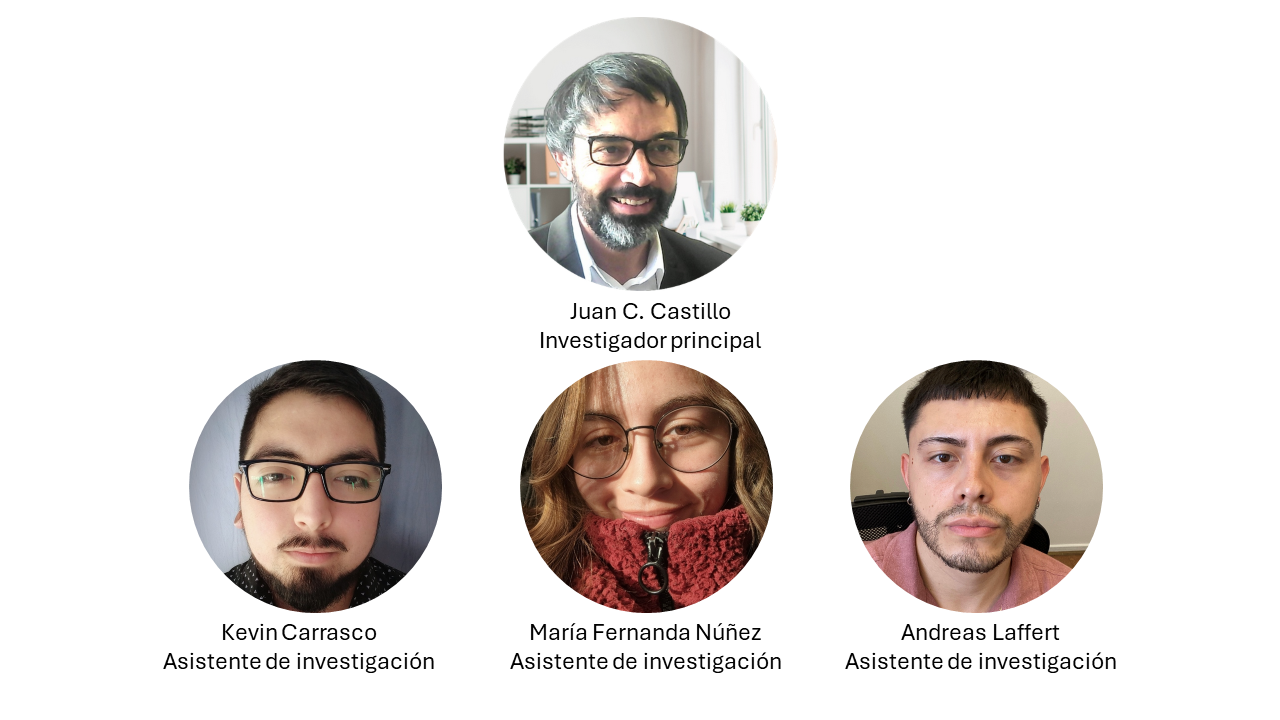 Juan C. Castillo
Investigador principal
Kevin Carrasco
Asistente de investigación
María Fernanda Núñez
Asistente de investigación
Andreas Laffert
Asistente de investigación